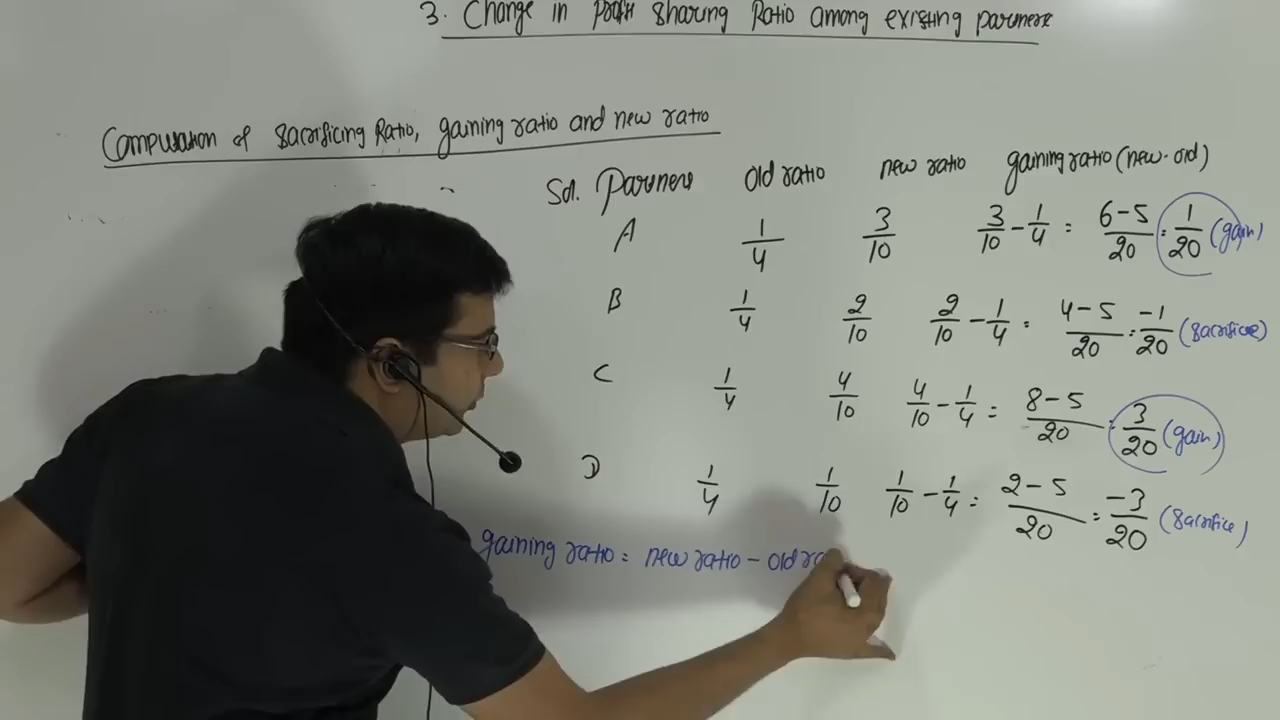 3. Change in Profit Sharing Ratio among existing partners
Computation of Sacrificing Ratio, gaining ratio and new ratio
Sol. Partners old ratio new ratio gaining ratio (new-old)
A 1/4 3/10 3/10 - 1/4 = 6-5/20 = 1/20 (gain)
B 1/4 2/10 2/10 - 1/4 = 4-5/20 = -1/20 (Sacrifice)
C 1/4 4/10 4/10 - 1/4 = 8-5/20 = 3/20 (gain)
D 1/4 1/10 1/10 - 1/4 = 2-5/20 = -3/20 (Sacrifice)
gaining ratio = new ratio - old ra